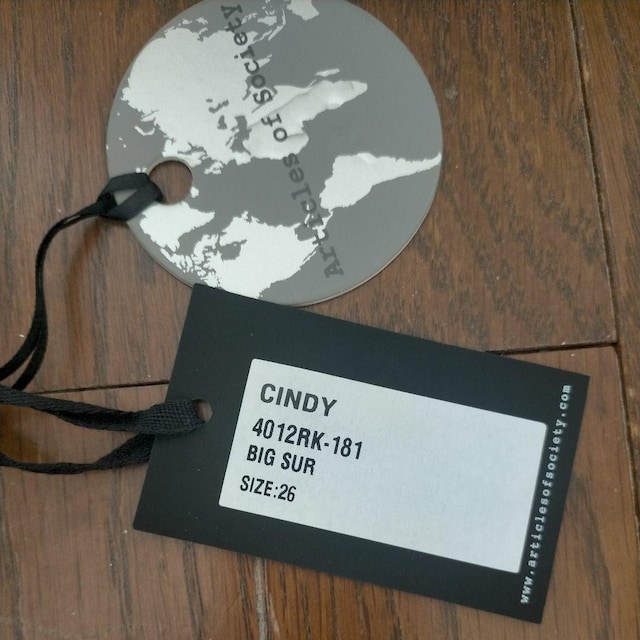 Articles of Society
CINDY
4012RK-181
BIG SUR
SIZE:26
www.articlesofsociety.com